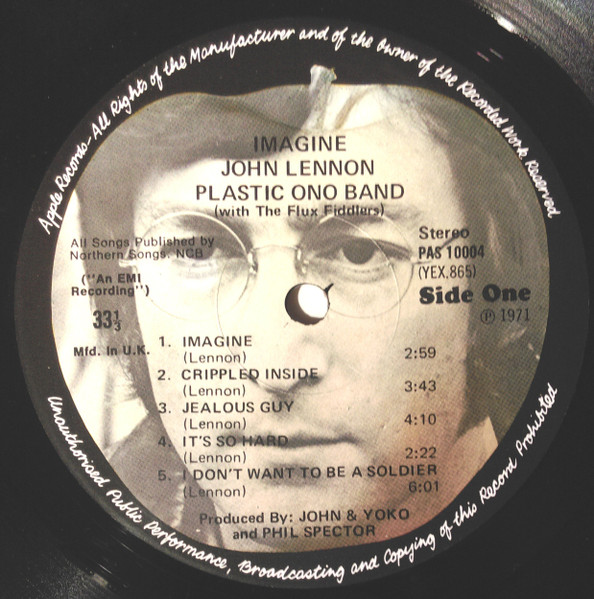 Apple Records-All Rights of the Manufacturer and of the Owner of the Recorded Work Reserved
IMAGINE
JOHN LENNON
PLASTIC ONO BAND
(with The Flux Fiddlers)
All Songs Published by
Northern Songs, NCB
("An EMI
Recording")
33⅓
Mfd. In U.K.
Stereo
PAS 10004
(YEX.865)
Side One
Ⓟ 1971
1. IMAGINE
(Lennon) 2:59
2. CRIPPLED INSIDE
(Lennon) 3:43
3. JEALOUS GUY
(Lennon) 4:10
4. IT'S SO HARD
(Lennon) 2:22
5. I DON'T WANT TO BE A SOLDIER
(Lennon) 6:01
Produced By: JOHN & YOKO
and PHIL SPECTOR
Unauthorised Public Performance, Broadcasting and Copying of this Record Prohibited